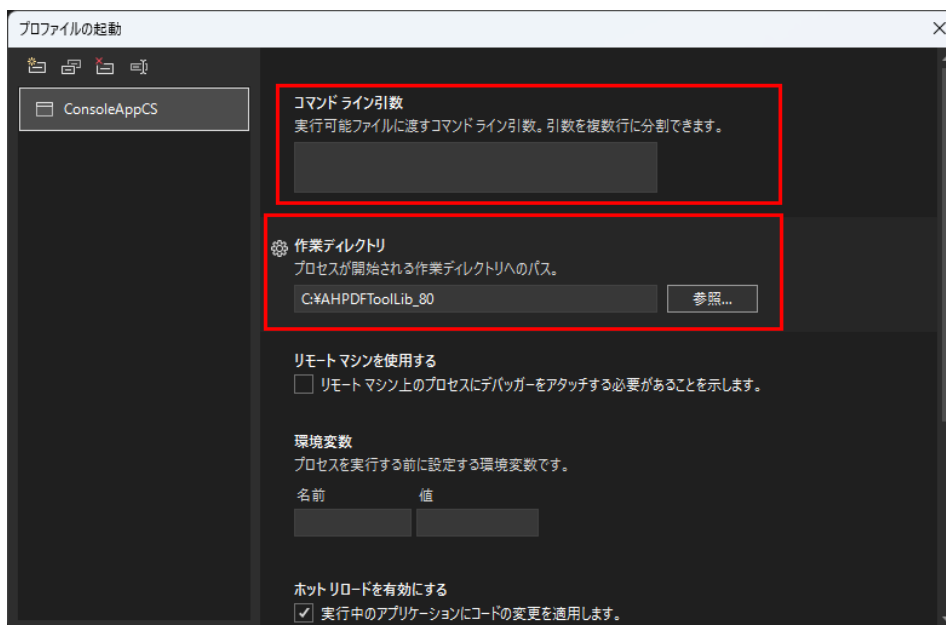 プロファイルの起動
ConsoleAppCS
コマンド ライン引数
実行可能ファイルに渡すコマンド ライン引数。引数を複数行に分割できます。
作業ディレクトリ
プロセスが開始される作業ディレクトリへのパス。
C:¥AHPDFToolLib_80
参照...
リモート マシンを使用する
リモート マシン上のプロセスにデバッガーをアタッチする必要があることを示します。
環境変数
プロセスを実行する前に設定する環境変数です。
名前 値
ホット リロードを有効にする
実行中のアプリケーションにコードの変更を適用します。